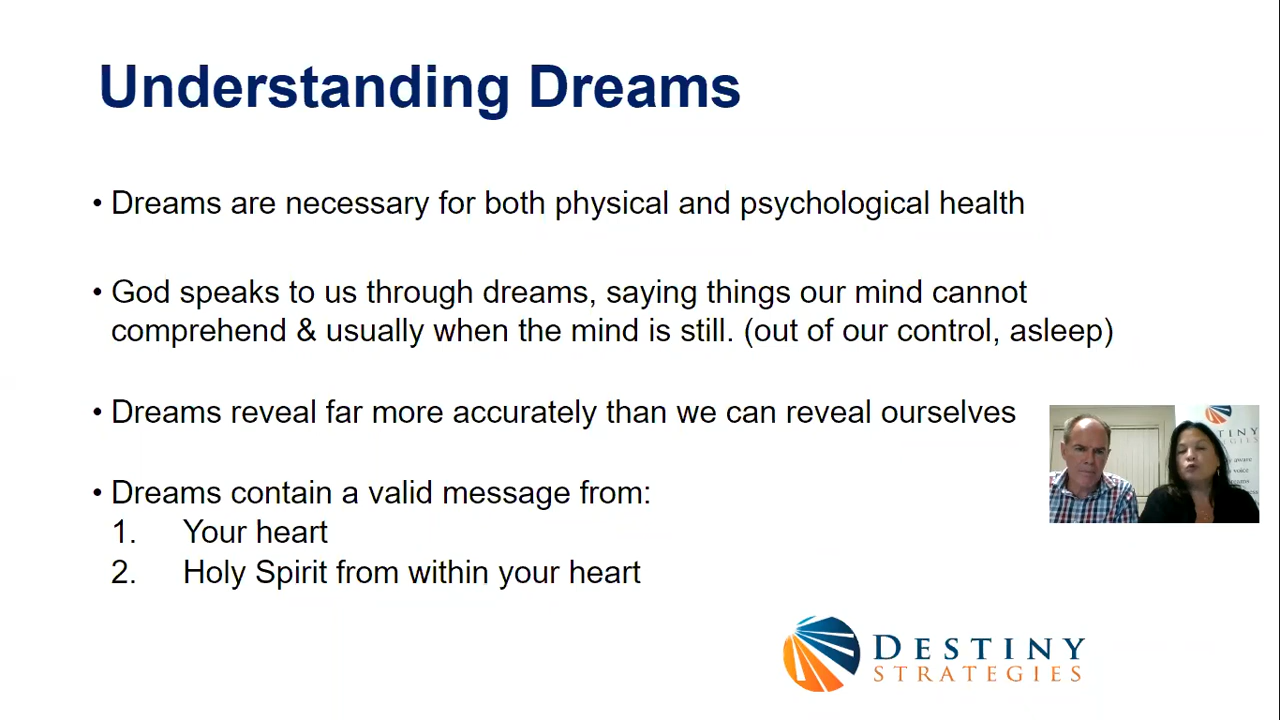 Understanding Dreams
• Dreams are necessary for both physical and psychological health
• God speaks to us through dreams, saying things our mind cannot
comprehend & usually when the mind is still. (out of our control, asleep)
• Dreams reveal far more accurately than we can reveal ourselves
• Dreams contain a valid message from:
1. Your heart
2. Holy Spirit from within your heart
TINY
DESTINY
STRATEGIES